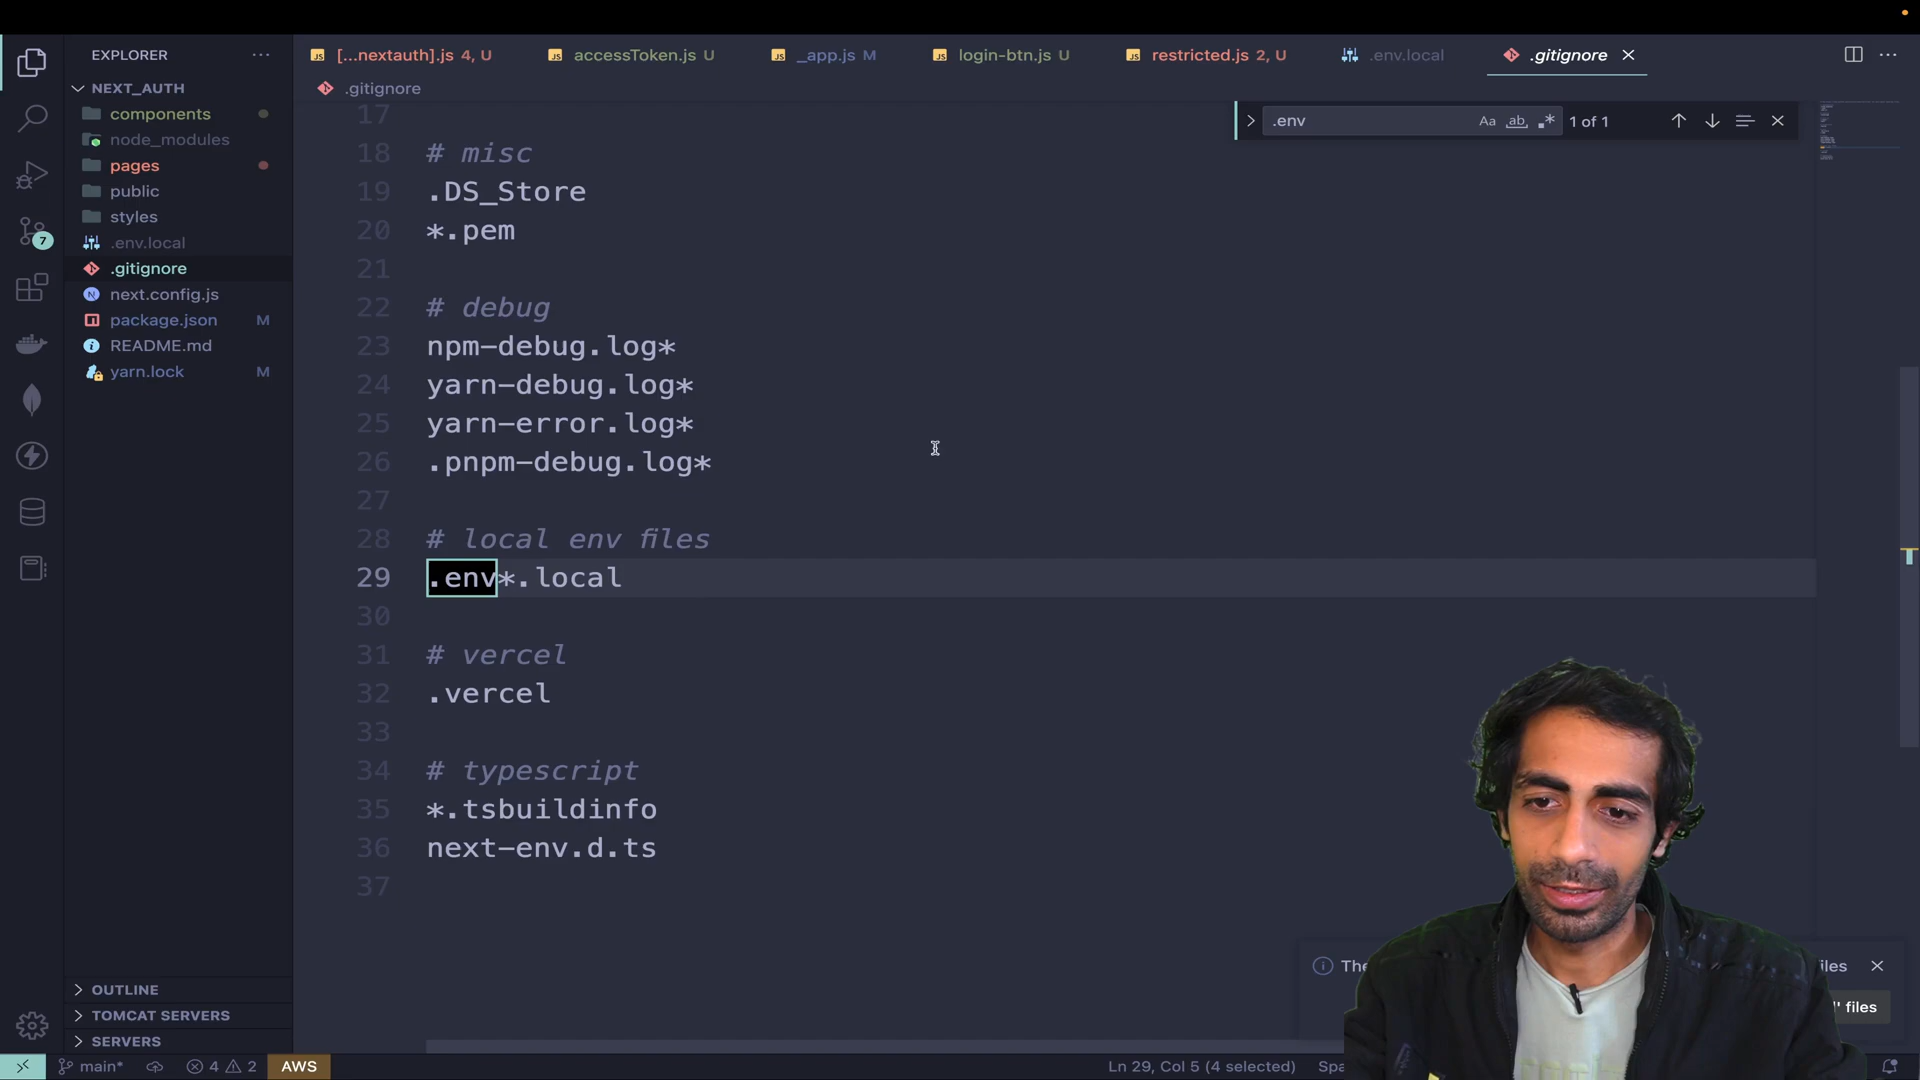 EXPLORER
NEXT_AUTH
components
node_modules
pages
public
styles
.env.local
.gitignore
next.config.js
package.json M
README.md
yarn.lock M
OUTLINE
TOMCAT SERVERS
SERVERS
7
[...nextauth].js 4, U
accessToken.js U
_app.js M
login-btn.js U
restricted.js 2, U
.env.local
.gitignore
.gitignore
.env
Aa
ab
1 of 1
17
18 # misc
19 .DS_Store
20 *.pem
21
22 # debug
23 npm-debug.log*
24 yarn-debug.log*
25 yarn-error.log*
26 .pnpm-debug.log*
27
28 # local env files
29 .env*.local
30
31 # vercel
32 .vercel
33
34 # typescript
35 *.tsbuildinfo
36 next-env.d.ts
37
files
main*
4
2
AWS
Ln 29, Col 5 (4 selected)